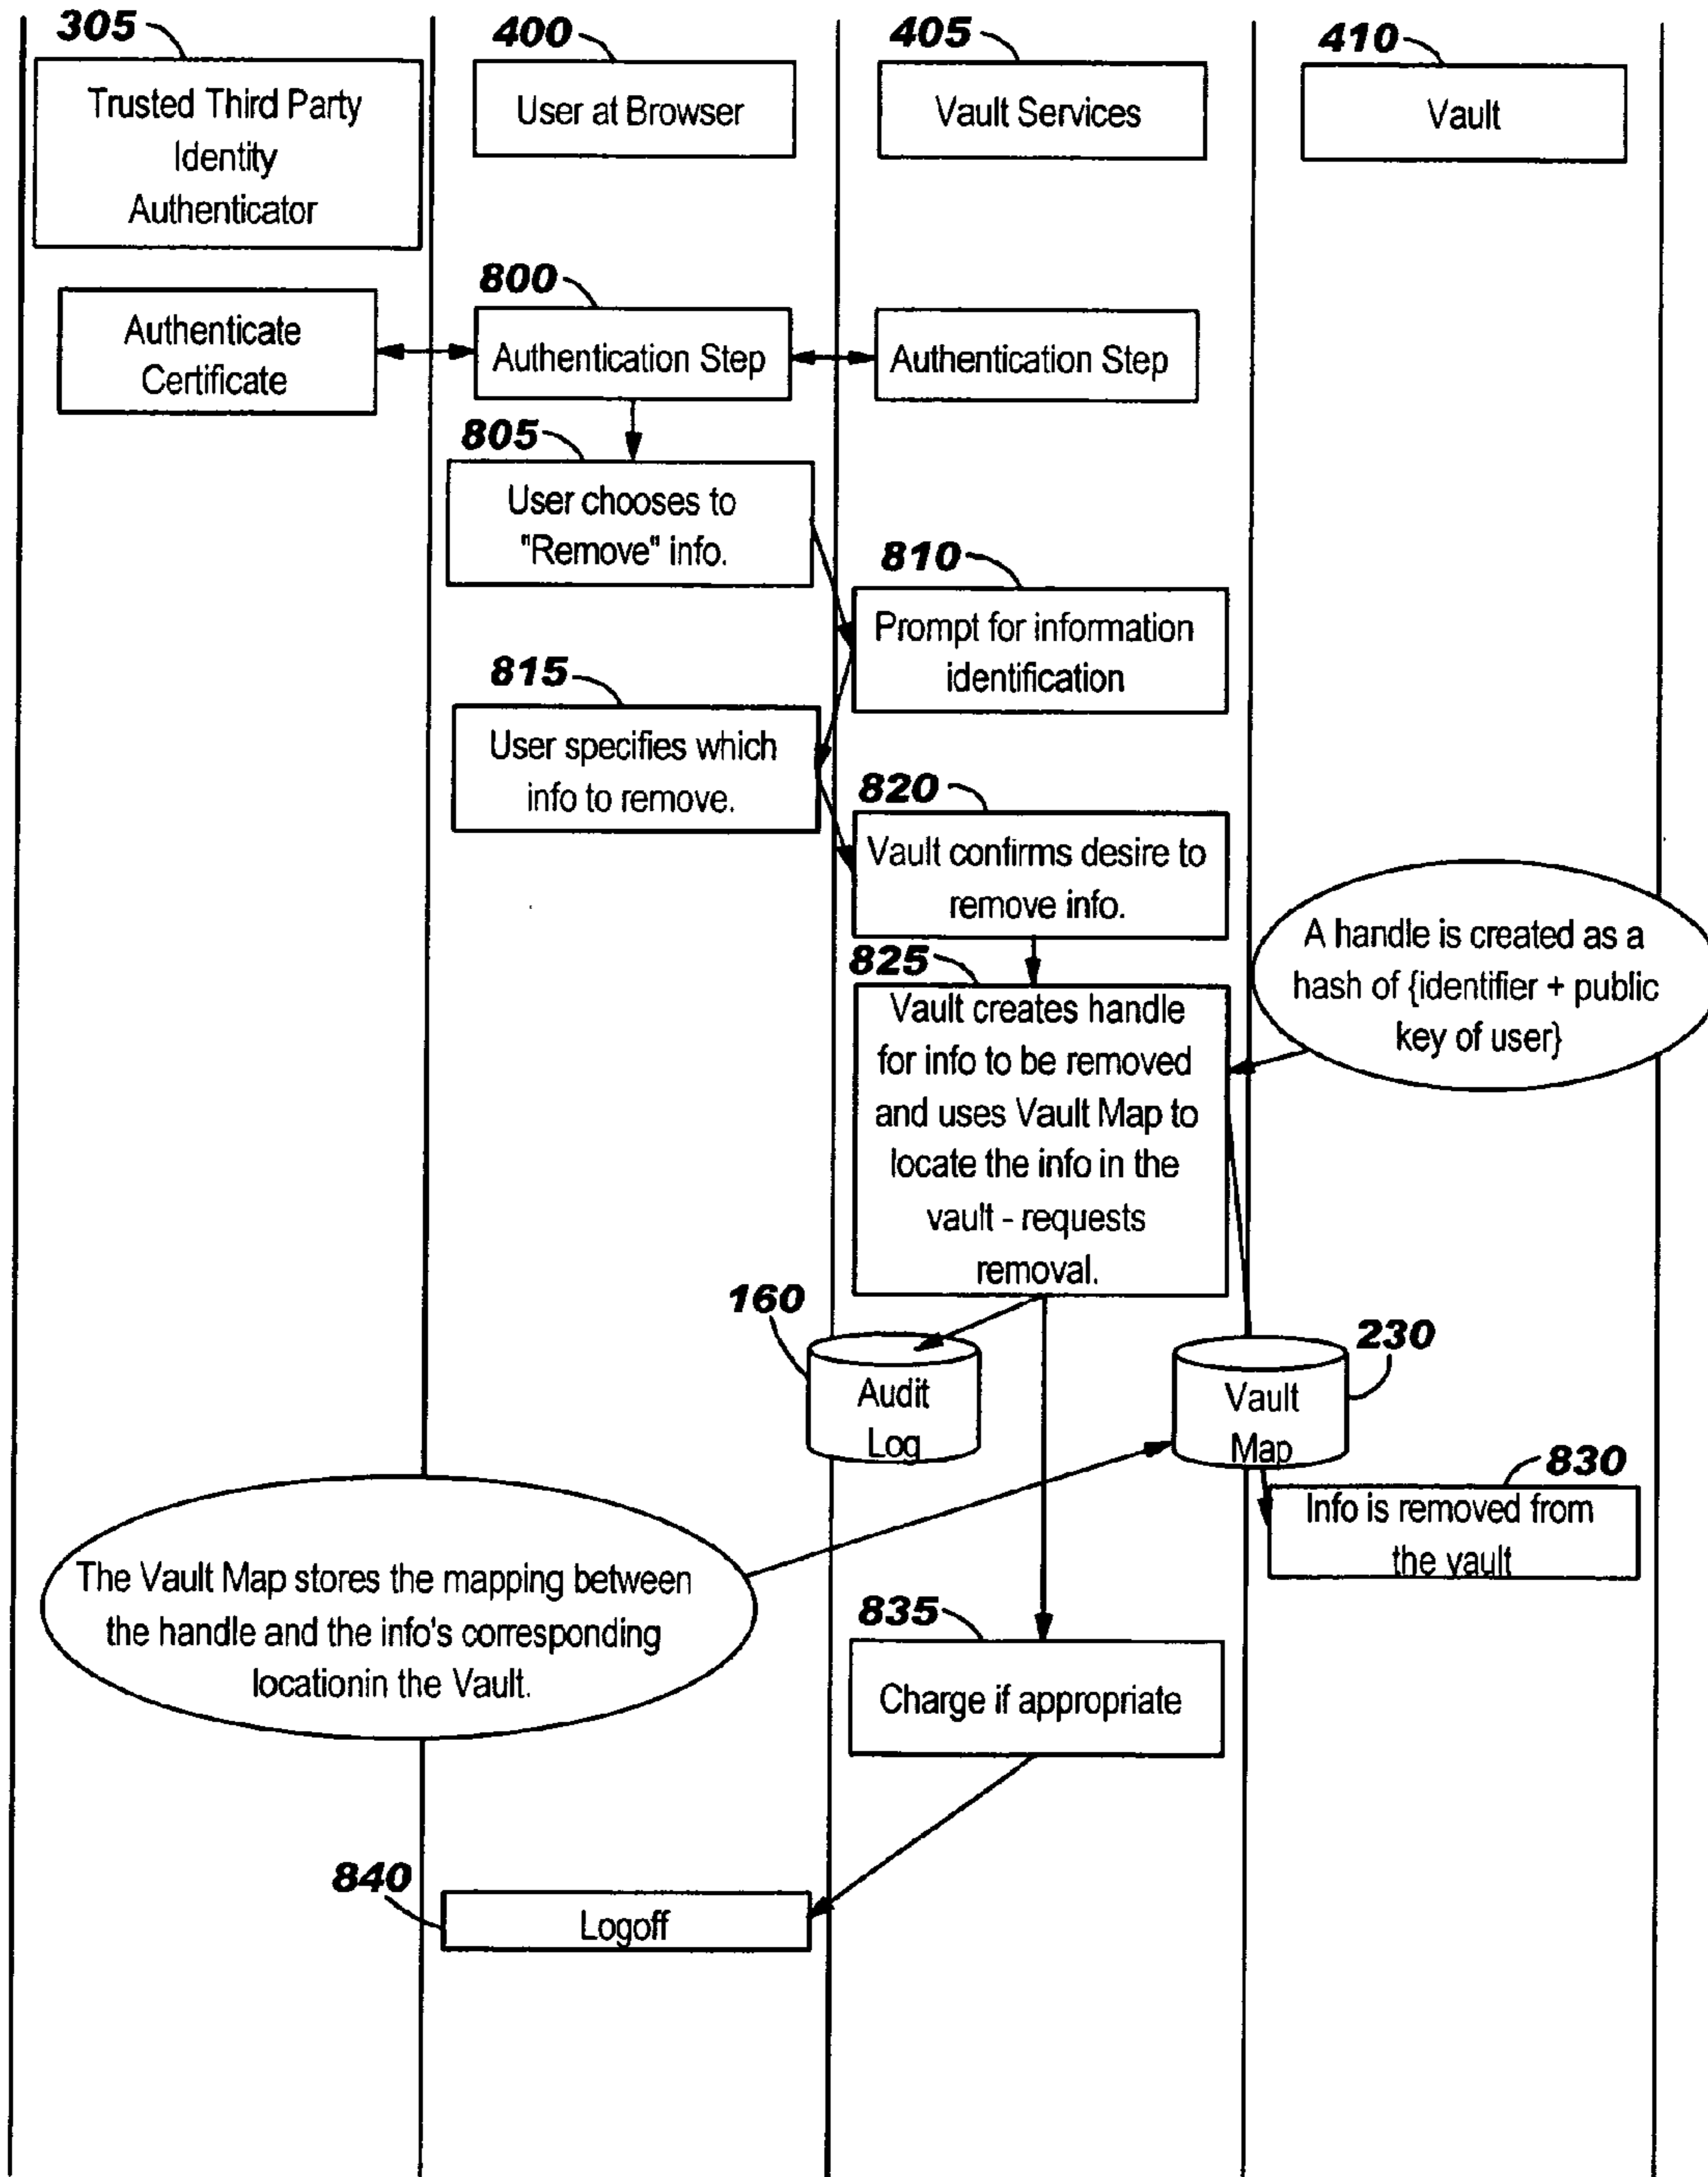 305
400
405
410
Trusted Third Party
Identity
Authenticator
User at Browser
Vault Services
Vault
800
Authenticate
Certificate
Authentication Step
Authentication Step
805
User chooses to
"Remove" info.
810
Prompt for information
identification
815
User specifies which
info to remove.
820
Vault confirms desire to
remove info.
A handle is created as a
hash of {identifier + public
key of user}
825
Vault creates handle
for info to be removed
and uses Vault Map to
locate the info in the
vault - requests
removal.
160
Audit
Log
230
Vault
Map
830
Info is removed from
the vault
The Vault Map stores the mapping between
the handle and the info's corresponding
locationin the Vault.
835
Charge if appropriate
840
Logoff